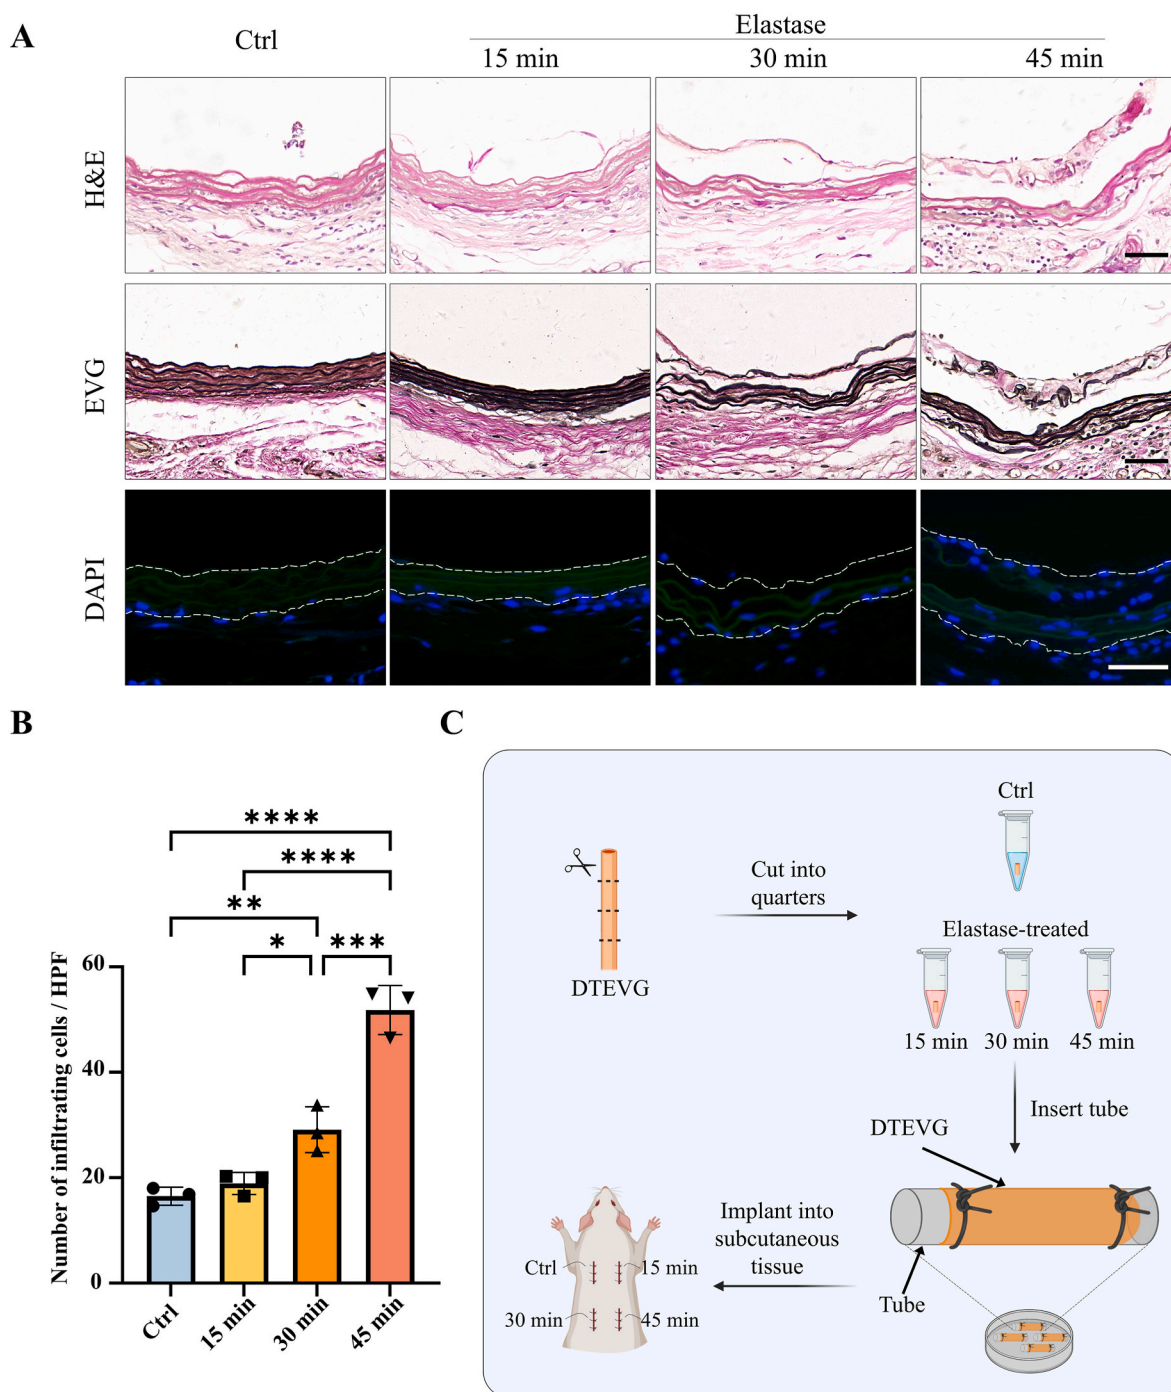 A
Ctrl
Elastase
15 min
30 min
45 min
H&E
EVG
DAPI
B
****
****
**
*
***
Number of infiltrating cells / HPF
60
40
20
0
Ctrl
15 min
30 min
45 min
C
DTEVG
Cut into
quarters
Ctrl
Elastase-treated
15 min
30 min
45 min
Insert tube
DTEVG
Tube
Implant into
subcutaneous
tissue
Ctrl
15 min
30 min
45 min